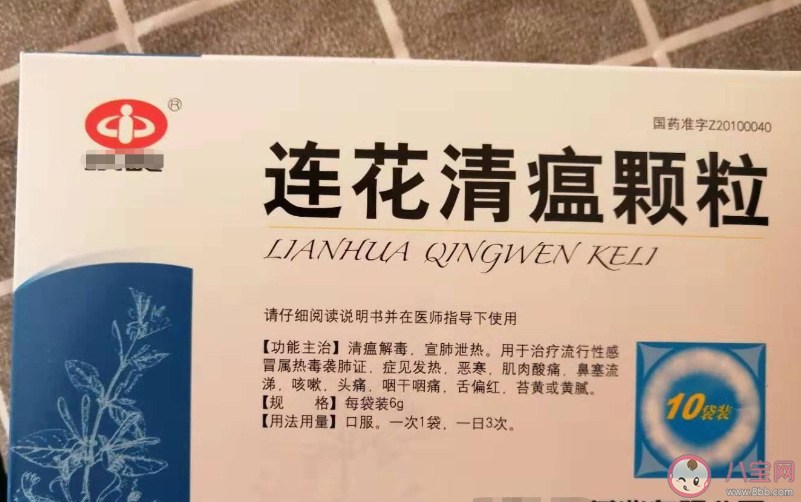 ®
国药准字Z20100040
连花清瘟颗粒
LIANHUA QINGWEN KELI
请仔细阅读说明书并在医师指导下使用
【功能主治】清瘟解毒，宣肺泄热。用于治疗流行性感
冒属热毒袭肺证，症见发热，恶寒，肌肉酸痛，鼻塞流
涕，咳嗽，头痛，咽干咽痛，舌偏红，苔黄或黄腻。
【规　　格】每袋装6g
【用法用量】口服。一次1袋，一日3次。
10袋装
八宝网
www.8bb.com